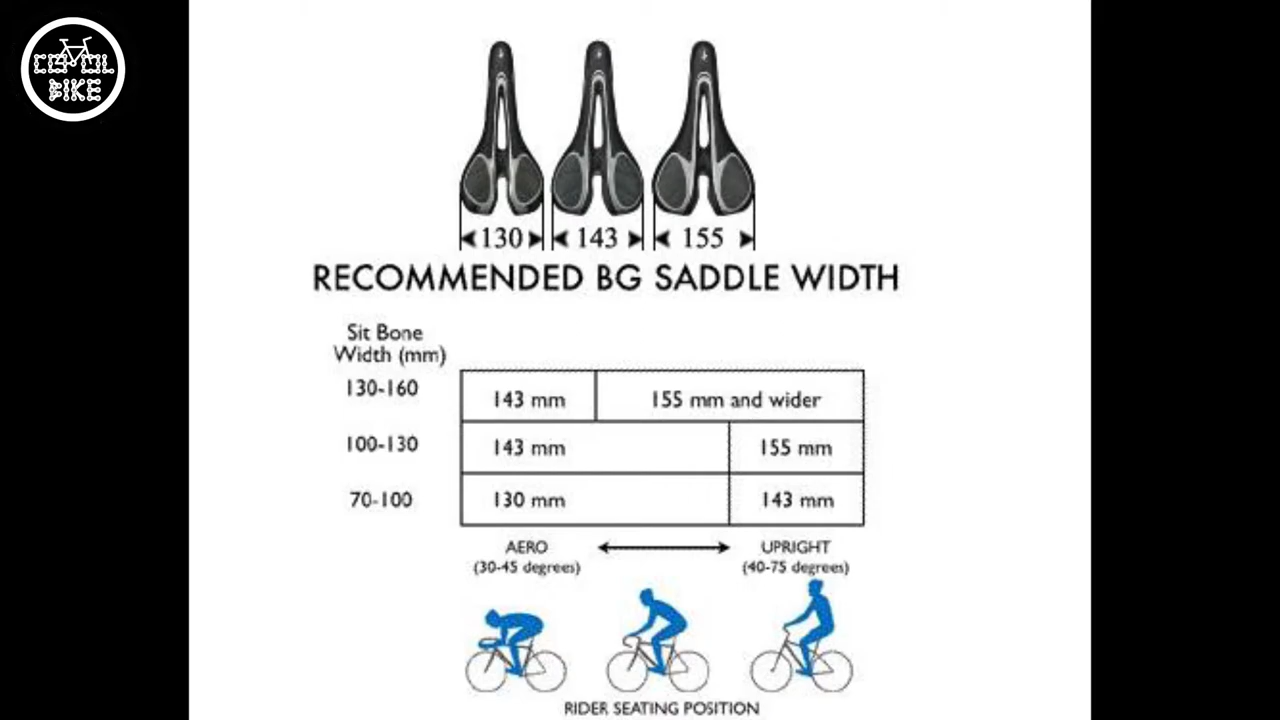 BIKE
130 143 155
RECOMMENDED BG SADDLE WIDTH
Sit Bone
Width (mm)
130-160 143 mm 155 mm and wider
100-130 143 mm 155 mm
70-100 130 mm 143 mm
AERO UPRIGHT
(30-45 degrees) (40-75 degrees)
RIDER SEATING POSITION